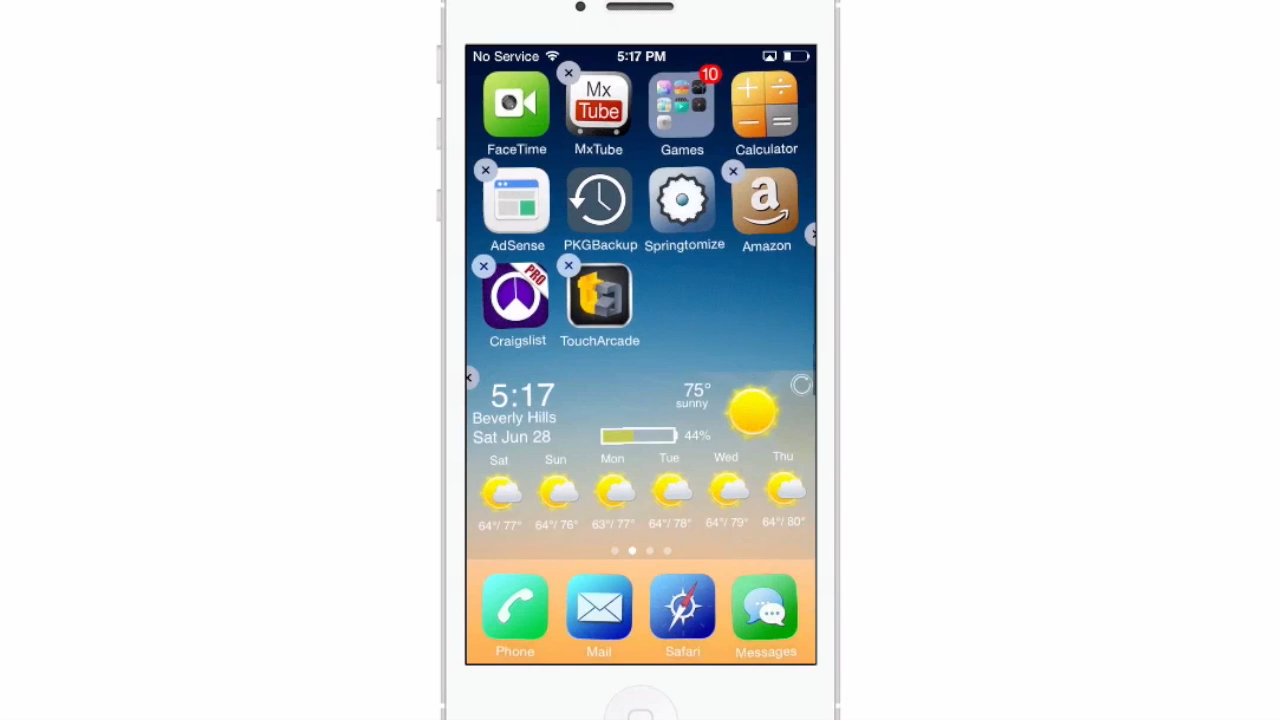 No Service 5:17 PM
10
Mx
Tube
FaceTime MxTube Games Calculator
a
AdSense PKGBackup Springtomize Amazon
PRO
Craigslist TouchArcade
5:17
Beverly Hills
Sat Jun 28
75°
sunny
44%
Sat Sun Mon Tue Wed Thu
64°/ 77° 64°/ 76° 63°/ 77° 64°/ 78° 64°/ 79° 64°/ 80°
Phone Mail Safari Messages